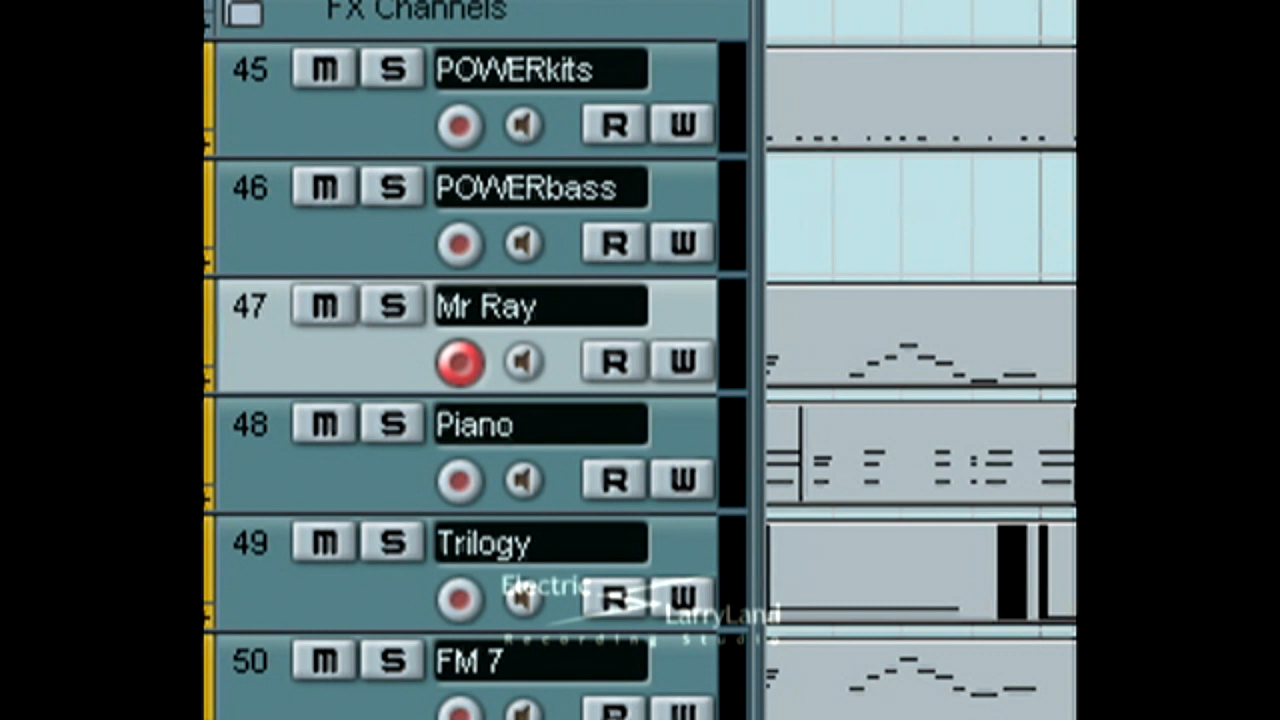 FX Channels
45 m S POWERkits
R W
46 m S POWERbass
R W
47 m S Mr Ray
R W
48 m S Piano
R W
49 m S Trilogy
R W
Electric
LarryLand
Recording Studio
50 m S FM 7
R W